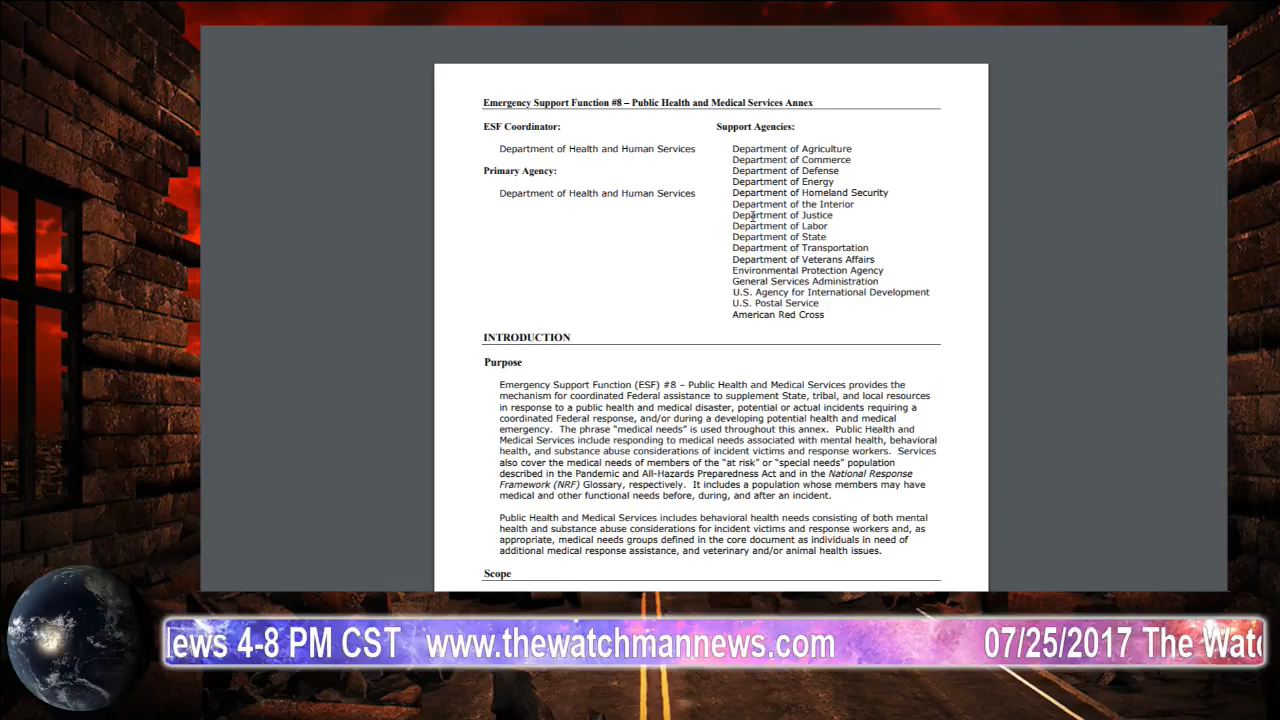 Emergency Support Function #8 – Public Health and Medical Services Annex
ESF Coordinator:
Department of Health and Human Services
Primary Agency:
Department of Health and Human Services
Support Agencies:
Department of Agriculture
Department of Commerce
Department of Defense
Department of Energy
Department of Homeland Security
Department of the Interior
Department of Justice
Department of Labor
Department of State
Department of Transportation
Department of Veterans Affairs
Environmental Protection Agency
General Services Administration
U.S. Agency for International Development
U.S. Postal Service
American Red Cross
INTRODUCTION
Purpose
Emergency Support Function (ESF) #8 – Public Health and Medical Services provides the
mechanism for coordinated Federal assistance to supplement State, tribal, and local resources
in response to a public health and medical disaster, potential or actual incidents requiring a
coordinated Federal response, and/or during a developing potential health and medical
emergency.  The phrase “medical needs” is used throughout this annex.  Public Health and
Medical Services include responding to medical needs associated with mental health, behavioral
health, and substance abuse considerations of incident victims and response workers.  Services
also cover the medical needs of members of the “at risk” or “special needs” population
described in the Pandemic and All-Hazards Preparedness Act and in the National Response
Framework (NRF) Glossary, respectively.  It includes a population whose members may have
medical and other functional needs before, during, and after an incident.
Public Health and Medical Services includes behavioral health needs consisting of both mental
health and substance abuse considerations for incident victims and response workers and, as
appropriate, medical needs groups defined in the core document as individuals in need of
additional medical response assistance, and veterinary and/or animal health issues.
Scope
ews 4-8 PM CST www.thewatchmannews.com 07/25/2017 The Watc